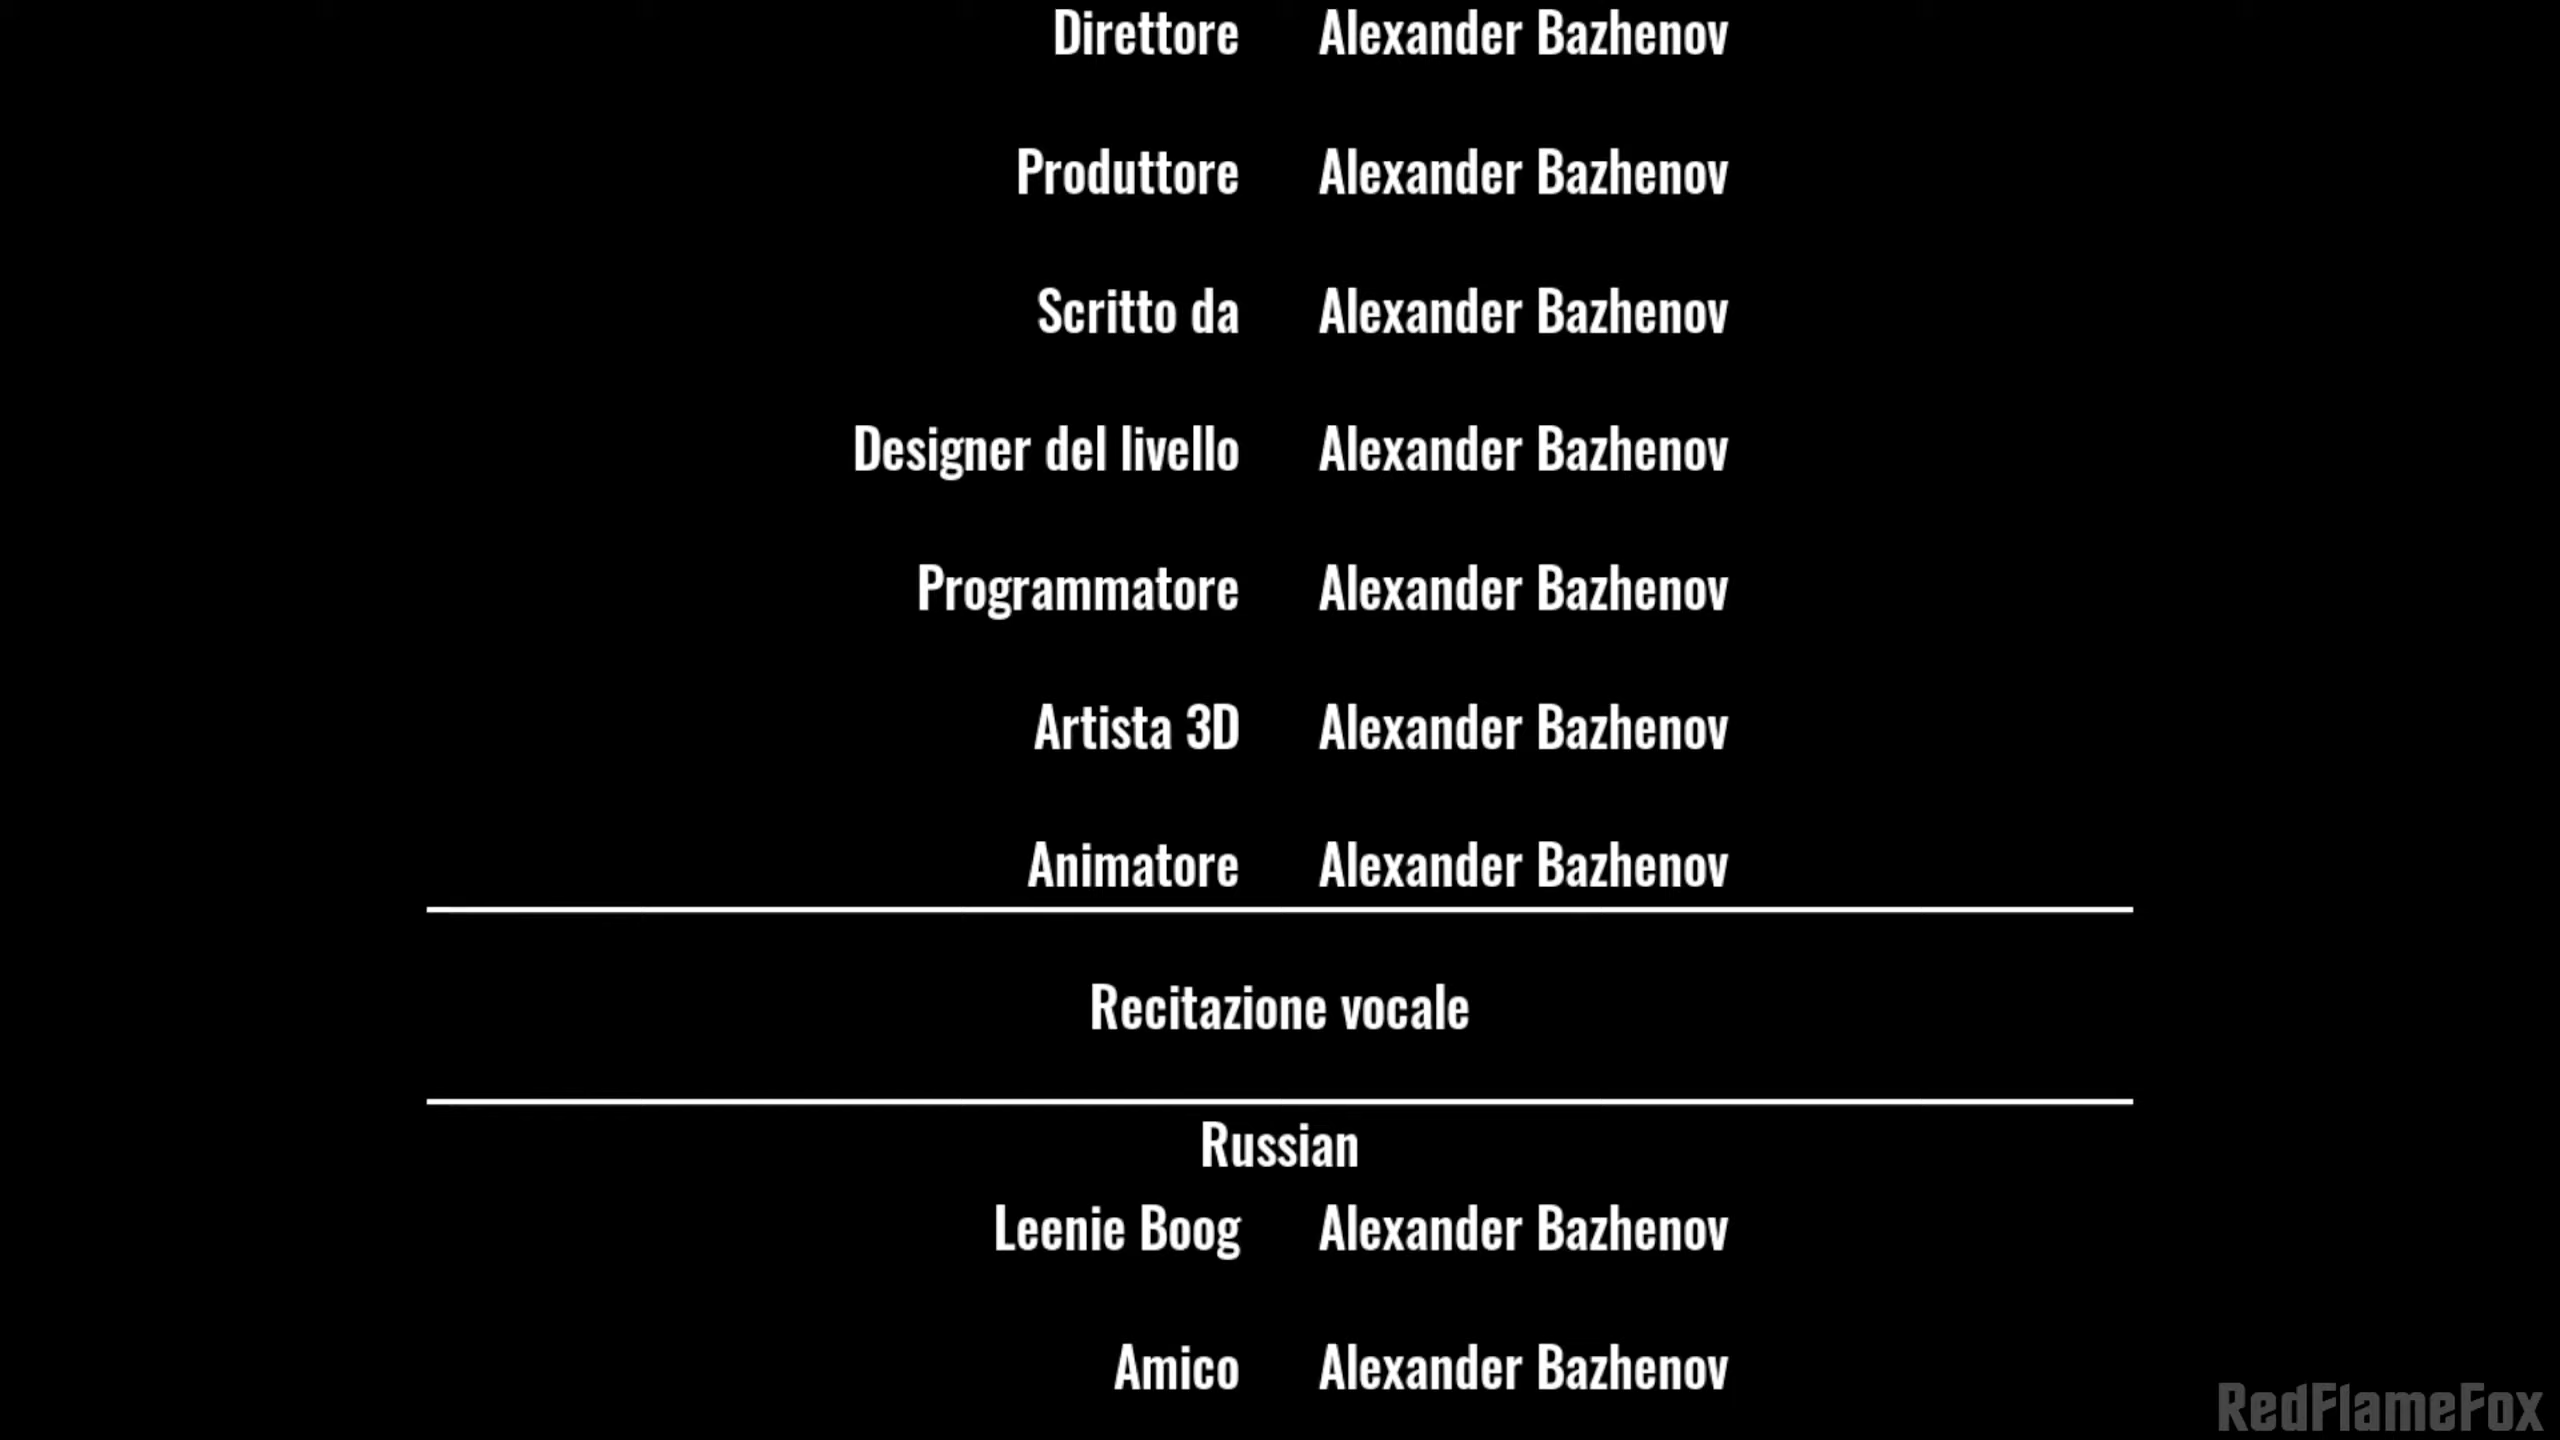 Direttore Alexander Bazhenov
Produttore Alexander Bazhenov
Scritto da Alexander Bazhenov
Designer del livello Alexander Bazhenov
Programmatore Alexander Bazhenov
Artista 3D Alexander Bazhenov
Animatore Alexander Bazhenov
Recitazione vocale
Russian
Leenie Boog Alexander Bazhenov
Amico Alexander Bazhenov
RedFlameFox